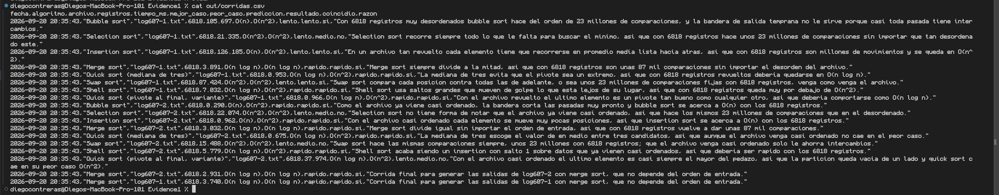 diegocontreras@Diegos-MacBook-Pro-101 Evidence1 % cat out/corridas.csv
fecha,algoritmo,archivo,registros,tiempo_ms,mejor_caso,peor_caso,prediccion,resultado,coincidio,razon
2026-09-20 20:35:43,"Bubble sort","log607-1.txt",6818,105.697,O(n),O(n^2),lento,lento,si,"Con 6818 registros muy desordenados bubble sort hace del orden de 23 millones de comparaciones, y la bandera de salida temprana no le sirve porque casi toda pasada tiene inter
cambios."
2026-09-20 20:35:43,"Selection sort","log607-1.txt",6818,21.335,O(n^2),O(n^2),lento,medio,no,"Selection sort recorre siempre todo lo que le falta para buscar el minimo, asi que con 6818 registros hace unos 23 millones de comparaciones sin importar que tan desordena
do este."
2026-09-20 20:35:43,"Insertion sort","log607-1.txt",6818,126.185,O(n),O(n^2),lento,lento,si,"En un archivo tan revuelto cada elemento tiene que recorrerse en promedio media lista hacia atras, asi que con 6818 registros son millones de movimientos y se queda en O(n^
2)."
2026-09-20 20:35:43,"Merge sort","log607-1.txt",6818,3.891,O(n log n),O(n log n),rapido,rapido,si,"Merge sort siempre divide a la mitad, asi que con 6818 registros son unas 87 mil comparaciones sin importar el desorden del archivo."
2026-09-20 20:35:43,"Quick sort (mediana de tres)","log607-1.txt",6818,0.953,O(n log n),O(n^2),rapido,rapido,si,"La mediana de tres evita que el pivote sea un extremo, asi que con 6818 registros revueltos deberia quedarse en O(n log n)."
2026-09-20 20:35:43,"Swap sort","log607-1.txt",6818,87.424,O(n^2),O(n^2),lento,lento,si,"Swap sort compara cada posicion contra todas las de adelante, o sea unos 23 millones de comparaciones fijas con 6818 registros, venga como venga el archivo."
2026-09-20 20:35:43,"Shell sort","log607-1.txt",6818,7.032,O(n log n),O(n^2),rapido,rapido,si,"Shell sort usa saltos grandes que mueven de golpe lo que esta lejos de su lugar, asi que con 6818 registros queda muy por debajo de O(n^2)."
2026-09-20 20:35:43,"Quick sort (pivote al final, variante)","log607-1.txt",6818,0.966,O(n log n),O(n^2),rapido,rapido,si,"Con el archivo revuelto el ultimo elemento es un pivote tan bueno como cualquier otro, asi que deberia comportarse como O(n log n)."
2026-09-20 20:35:43,"Bubble sort","log607-2.txt",6818,0.290,O(n),O(n^2),rapido,rapido,si,"Como el archivo ya viene casi ordenado, la bandera corta las pasadas muy pronto y bubble sort se acerca a O(n) con los 6818 registros."
2026-09-20 20:35:43,"Selection sort","log607-2.txt",6818,22.074,O(n^2),O(n^2),lento,medio,no,"Selection sort no tiene forma de notar que el archivo ya viene casi ordenado, asi que hace los mismos 23 millones de comparaciones que en el desordenado."
2026-09-20 20:35:43,"Insertion sort","log607-2.txt",6818,0.962,O(n),O(n^2),rapido,rapido,si,"Con el archivo casi ordenado cada elemento se mueve muy pocas posiciones, asi que insertion sort se acerca a O(n) con los 6818 registros."
2026-09-20 20:35:43,"Merge sort","log607-2.txt",6818,3.032,O(n log n),O(n log n),rapido,rapido,si,"Merge sort divide igual sin importar el orden de entrada, asi que con 6818 registros vuelve a dar unas 87 mil comparaciones."
2026-09-20 20:35:43,"Quick sort (mediana de tres)","log607-2.txt",6818,0.675,O(n log n),O(n^2),rapido,rapido,si,"La mediana de tres escoge el valor de en medio entre tres candidatos, asi que aunque el archivo venga casi ordenado no cae en el peor caso."
2026-09-20 20:35:43,"Swap sort","log607-2.txt",6818,15.488,O(n^2),O(n^2),lento,medio,no,"Swap sort hace las mismas comparaciones siempre, unos 23 millones con 6818 registros; que el archivo venga casi ordenado solo le ahorra intercambios."
2026-09-20 20:35:43,"Shell sort","log607-2.txt",6818,5.779,O(n log n),O(n^2),rapido,rapido,si,"Shell sort acaba siendo un insertion con salto 1 sobre datos que ya vienen casi ordenados, asi que deberia ser rapido con los 6818 registros."
2026-09-20 20:35:43,"Quick sort (pivote al final, variante)","log607-2.txt",6818,37.974,O(n log n),O(n^2),lento,medio,no,"Con el archivo casi ordenado el ultimo elemento es casi siempre el mayor del pedazo, asi que la particion queda vacia de un lado y quick sort c
ae en su peor caso O(n^2)."
2026-09-20 20:35:43,"Merge sort","log607-2.txt",6818,2.931,O(n log n),O(n log n),rapido,rapido,si,"Corrida final para generar las salidas de log607-2 con merge sort, que no depende del orden de entrada."
2026-09-20 20:35:43,"Merge sort","log607-1.txt",6818,3.740,O(n log n),O(n log n),rapido,rapido,si,"Corrida final para generar las salidas de log607-1 con merge sort, que no depende del orden de entrada."
diegocontreras@Diegos-MacBook-Pro-101 Evidence1 %